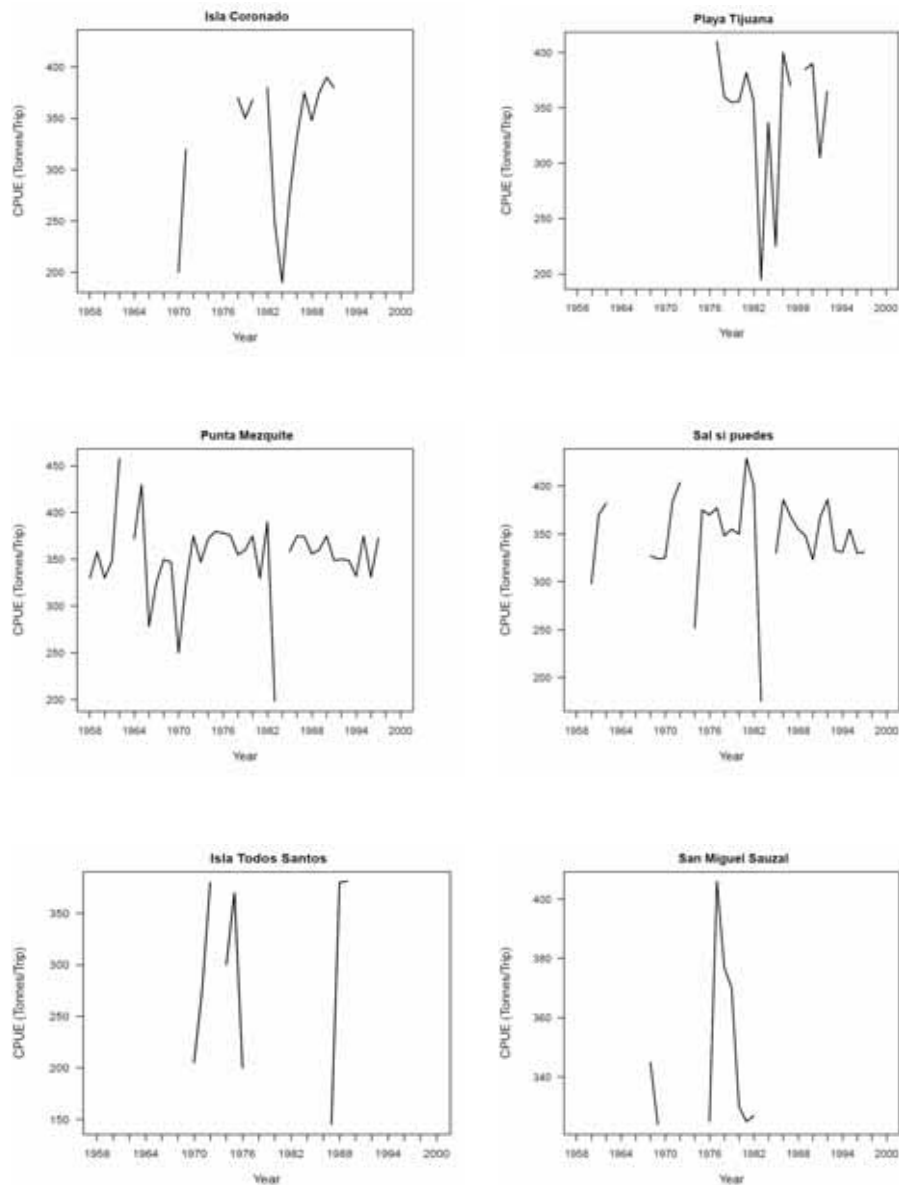 Isla Coronado
CPUE (Tonnes/Trip)
400
350
300
250
200
1958 1964 1970 1976 1982 1988 1994 2000
Year
Playa Tijuana
CPUE (Tonnes/Trip)
400
350
300
250
200
1958 1964 1970 1976 1982 1988 1994 2000
Year
Punta Mezquite
CPUE (Tonnes/Trip)
450
400
350
300
250
200
1958 1964 1970 1976 1982 1988 1994 2000
Year
Sal si puedes
CPUE (Tonnes/Trip)
400
350
300
250
200
1958 1964 1970 1976 1982 1988 1994 2000
Year
Isla Todos Santos
CPUE (Tonnes/Trip)
350
300
250
200
150
1958 1964 1970 1976 1982 1988 1994 2000
Year
San Miguel Sauzal
CPUE (Tonnes/Trip)
400
380
360
340
1958 1964 1970 1976 1982 1988 1994 2000
Year